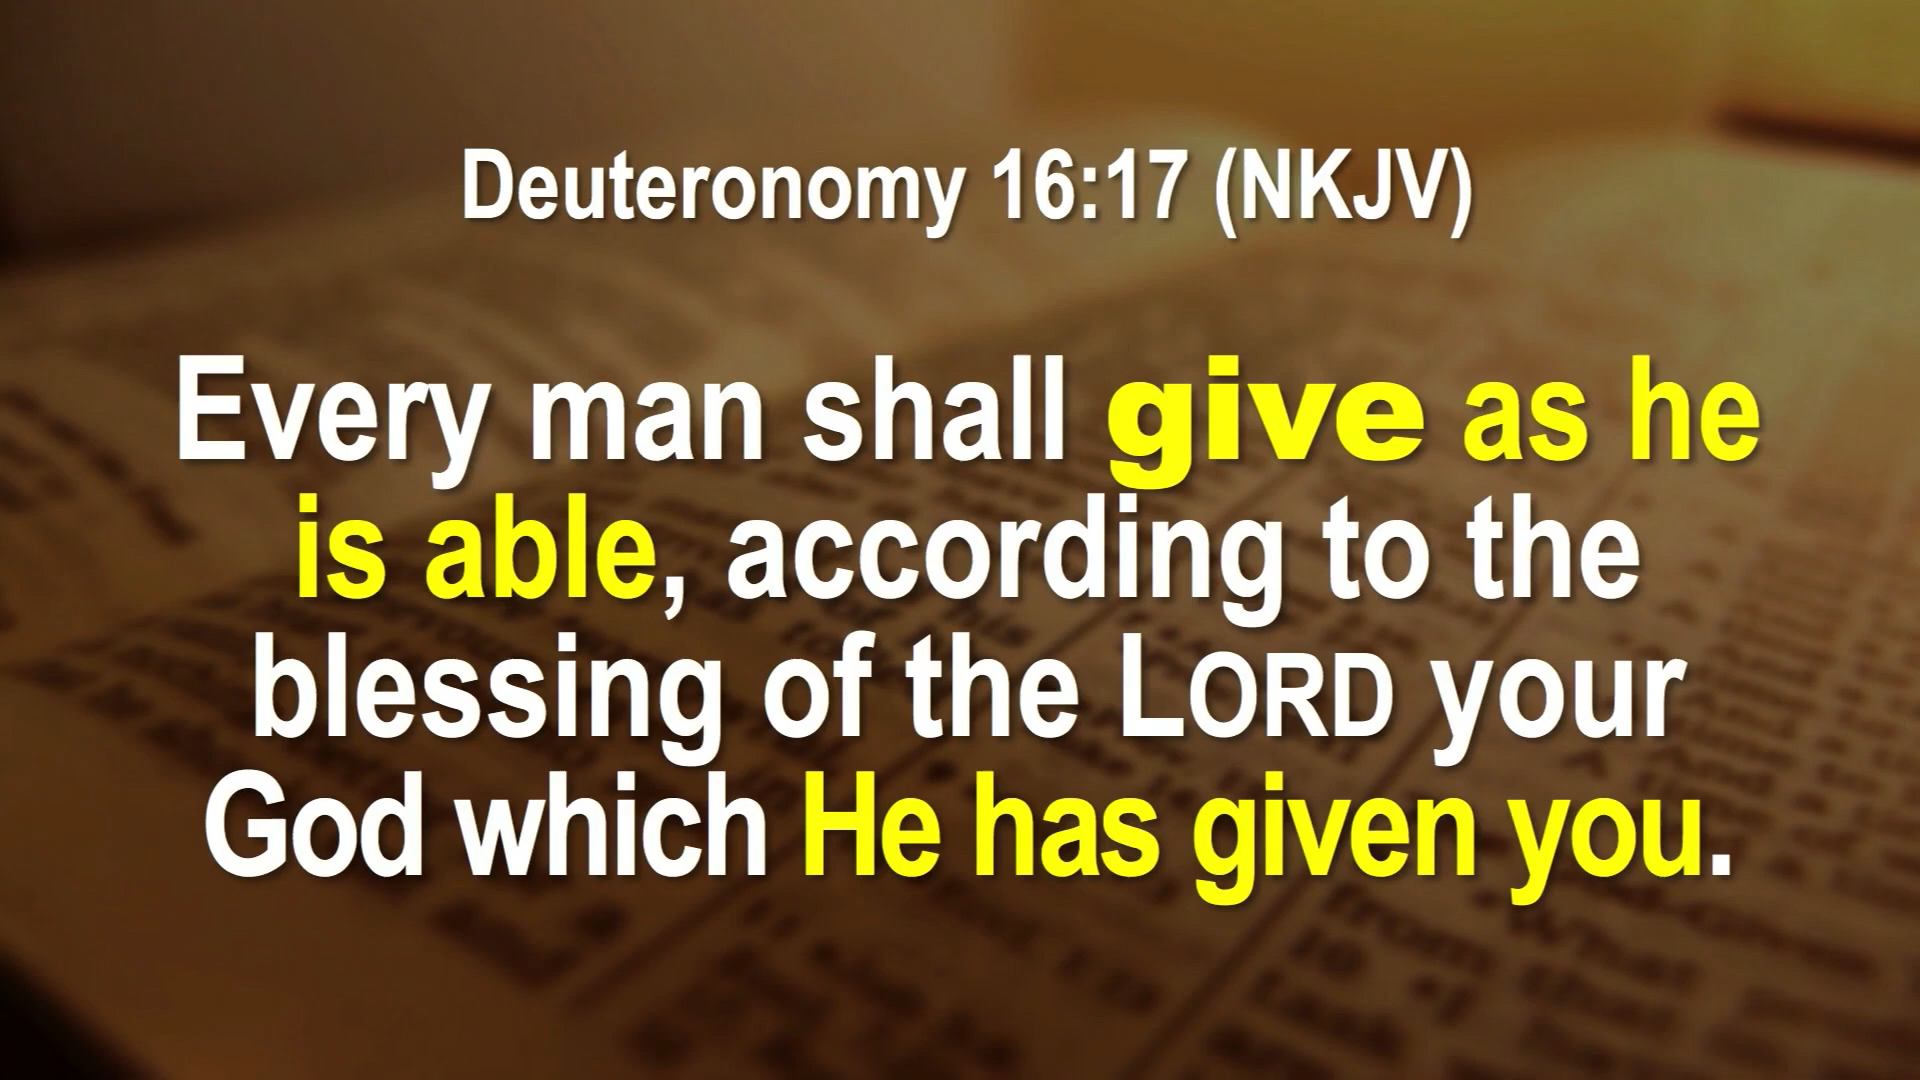 Deuteronomy 16:17 (NKJV)
Every man shall give as he
is able, according to the
blessing of the LORD your
God which He has given you.